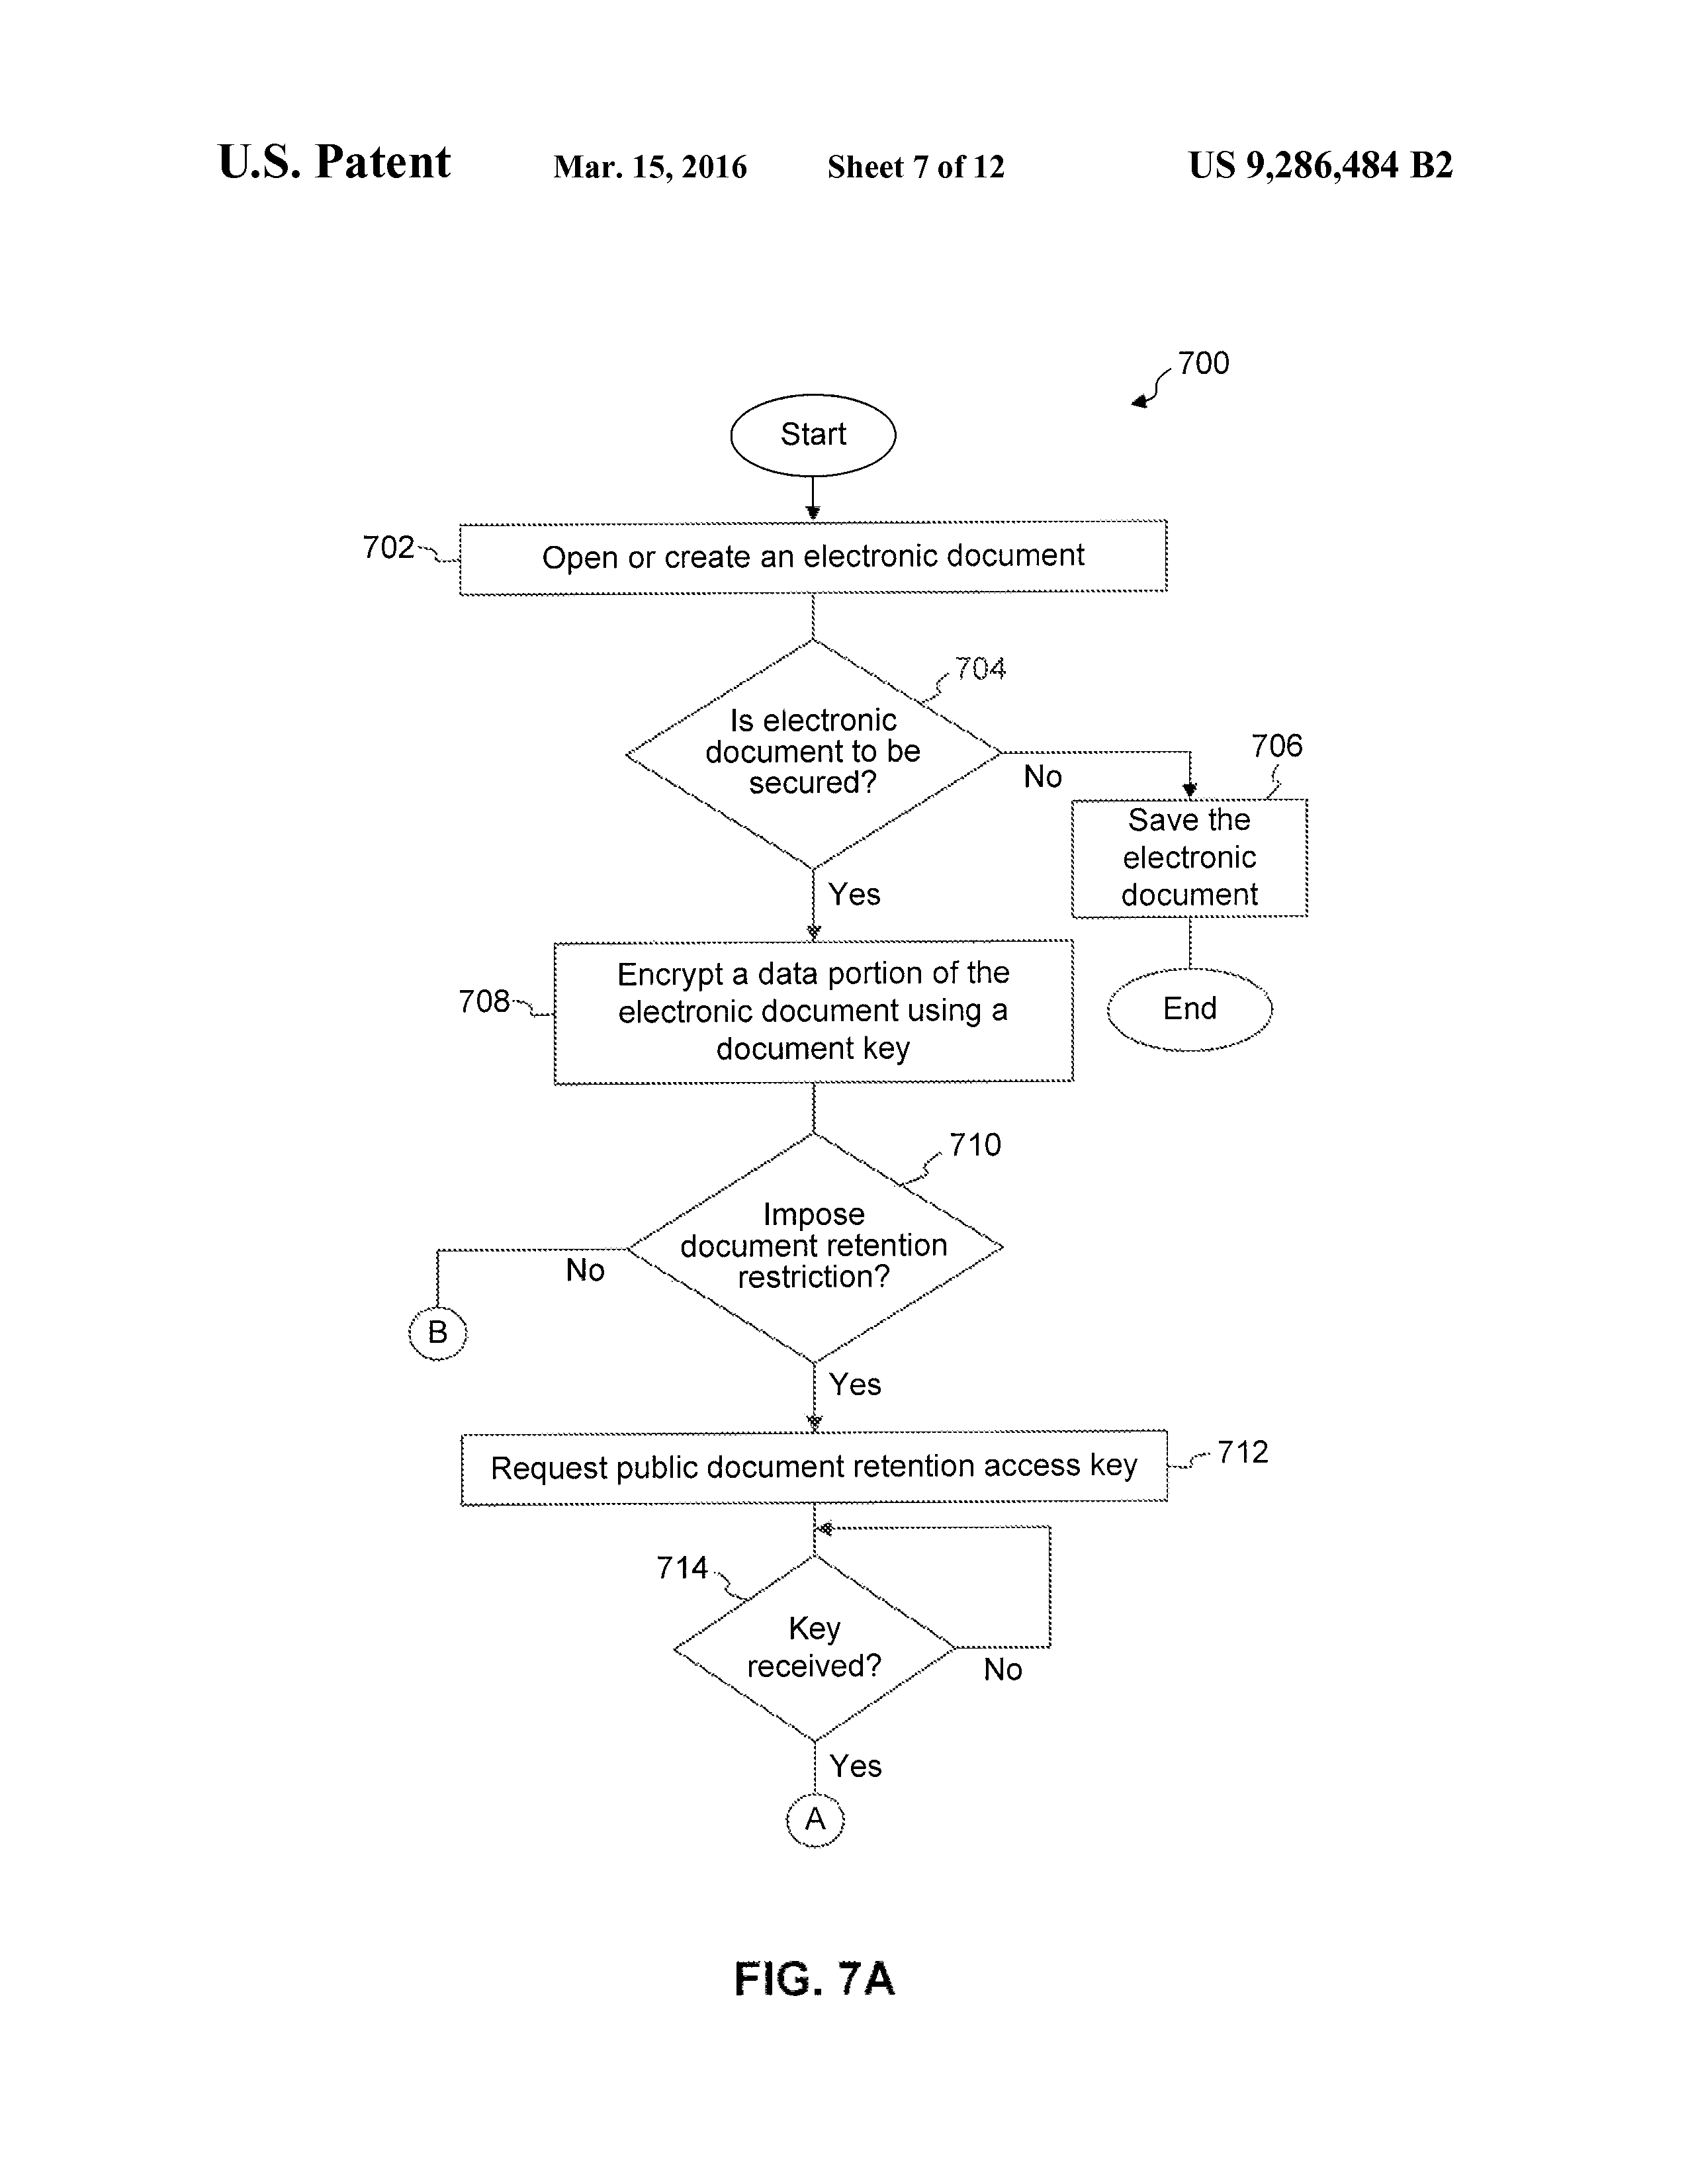 U.S. Patent Mar. 15, 2016 Sheet 7 of 12 US 9,286,484 B2
700
Start
702
Open or create an electronic document
704
Is electronic
document to be
secured?
No
706
Save the
electronic
document
Yes
End
708
Encrypt a data portion of the
electronic document using a
document key
710
Impose
document retention
restriction?
No
B
Yes
Request public document retention access key
712
714
Key
received?
No
Yes
A
FIG. 7A